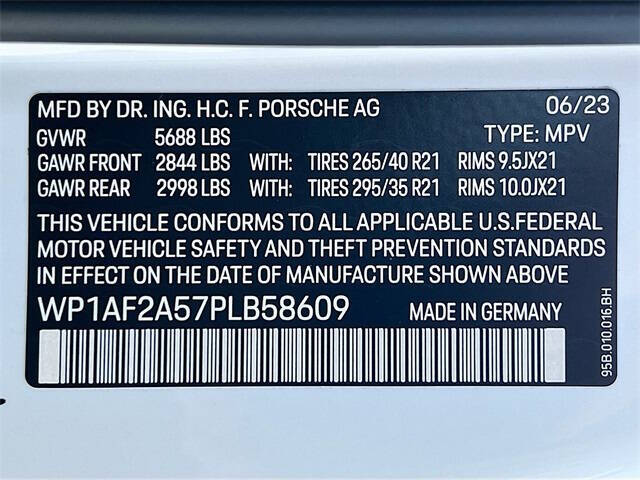 MFD BY DR. ING. H.C. F. PORSCHE AG 06/23
GVWR 5688 LBS TYPE: MPV
GAWR FRONT 2844 LBS WITH: TIRES 265/40 R21 RIMS 9.5JX21
GAWR REAR 2998 LBS WITH: TIRES 295/35 R21 RIMS 10.0JX21
THIS VEHICLE CONFORMS TO ALL APPLICABLE U.S.FEDERAL
MOTOR VEHICLE SAFETY AND THEFT PREVENTION STANDARDS
IN EFFECT ON THE DATE OF MANUFACTURE SHOWN ABOVE
WP1AF2A57PLB58609 MADE IN GERMANY
95B.010.016.BH